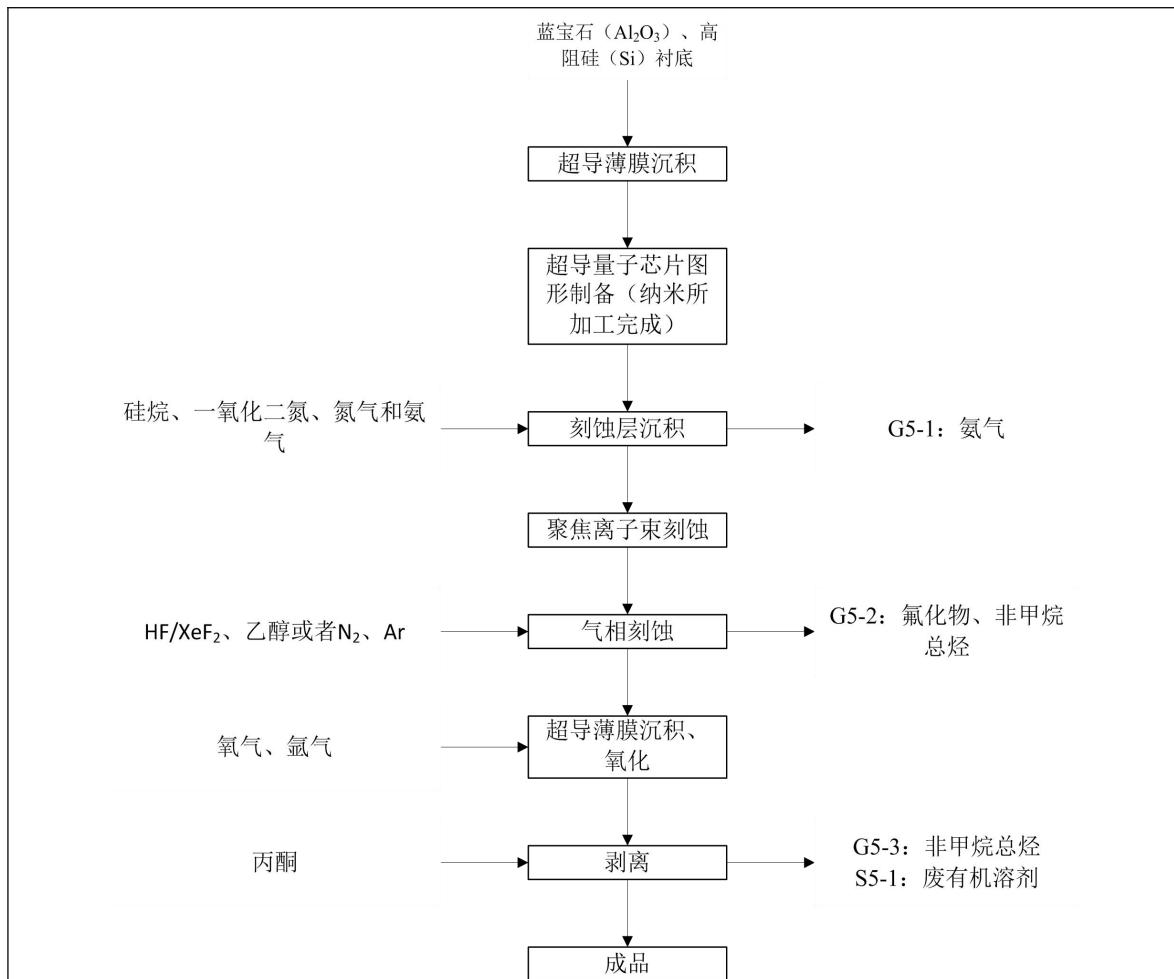 蓝宝石（Al₂O₃）、高
阻硅（Si）衬底
超导薄膜沉积
超导量子芯片图
形制备（纳米所
加工完成）
硅烷、一氧化二氮、氮气和氨
气
刻蚀层沉积
G5-1：氨气
聚焦离子束刻蚀
HF/XeF₂、乙醇或者N₂、Ar
气相刻蚀
G5-2：氟化物、非甲烷
总烃
氧气、氩气
超导薄膜沉积、
氧化
丙酮
剥离
G5-3：非甲烷总烃
S5-1：废有机溶剂
成品